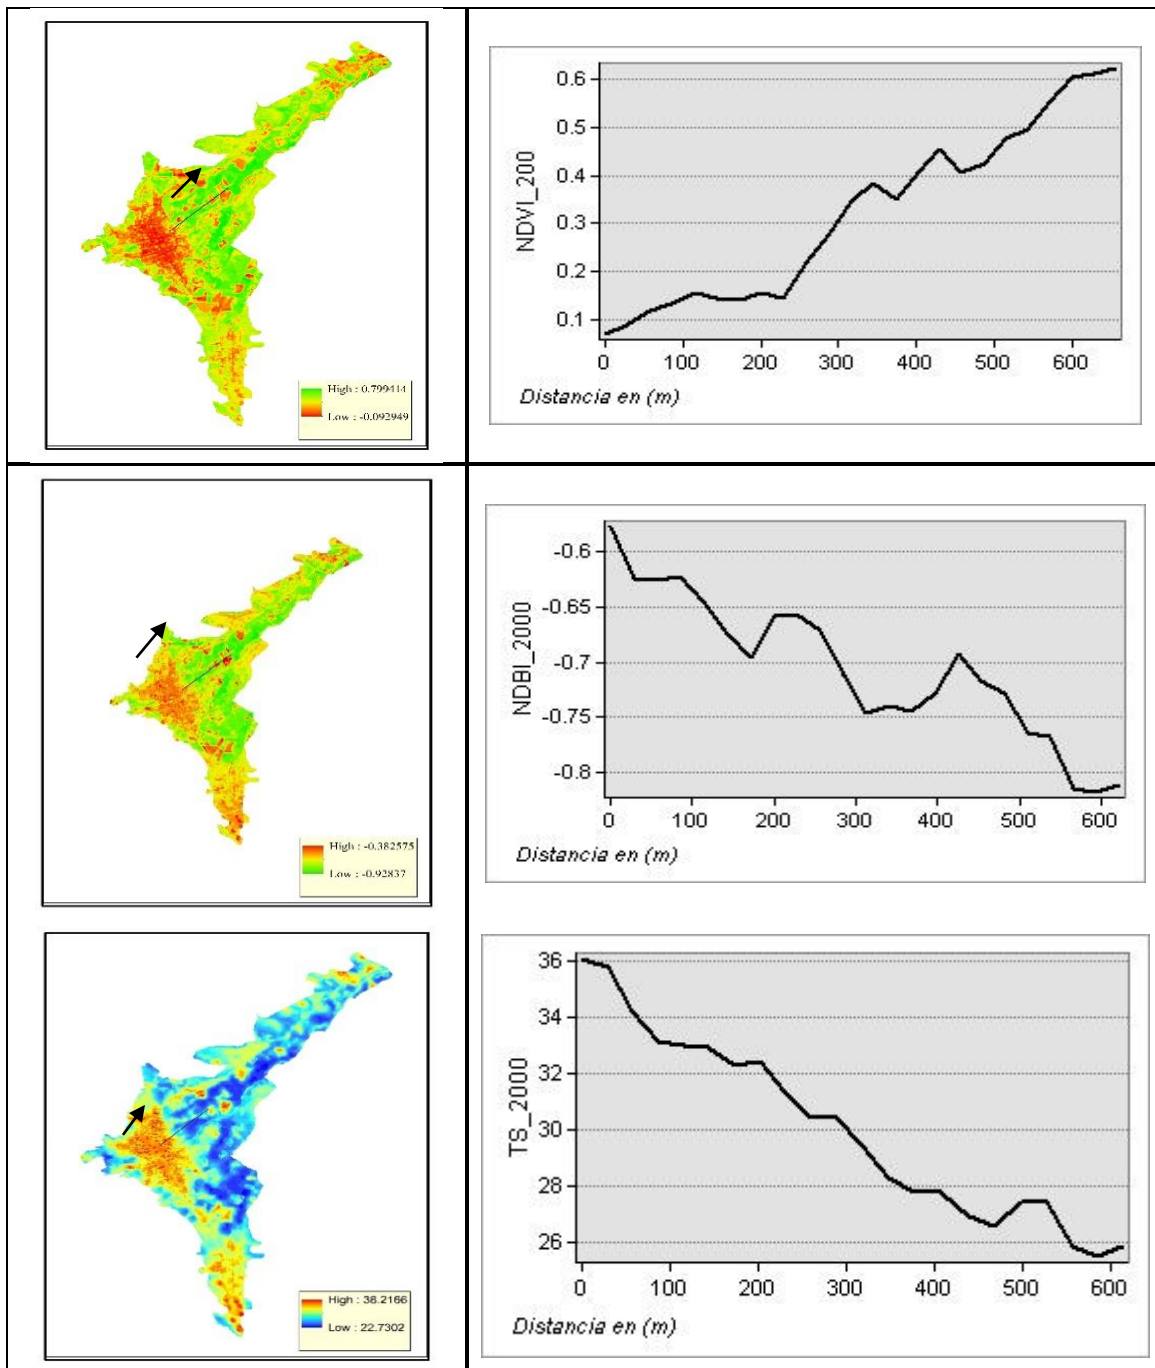 High : 0.799414
Low : -0.092949
NDVI_200
0.6
0.5
0.4
0.3
0.2
0.1
0 100 200 300 400 500 600
Distancia en (m)
High : -0.382575
Low : -0.92837
NDBI_2000
-0.6
-0.65
-0.7
-0.75
-0.8
0 100 200 300 400 500 600
Distancia en (m)
High : 38.2166
Low : 22.7302
TS_2000
36
34
32
30
28
26
0 100 200 300 400 500 600
Distancia en (m)